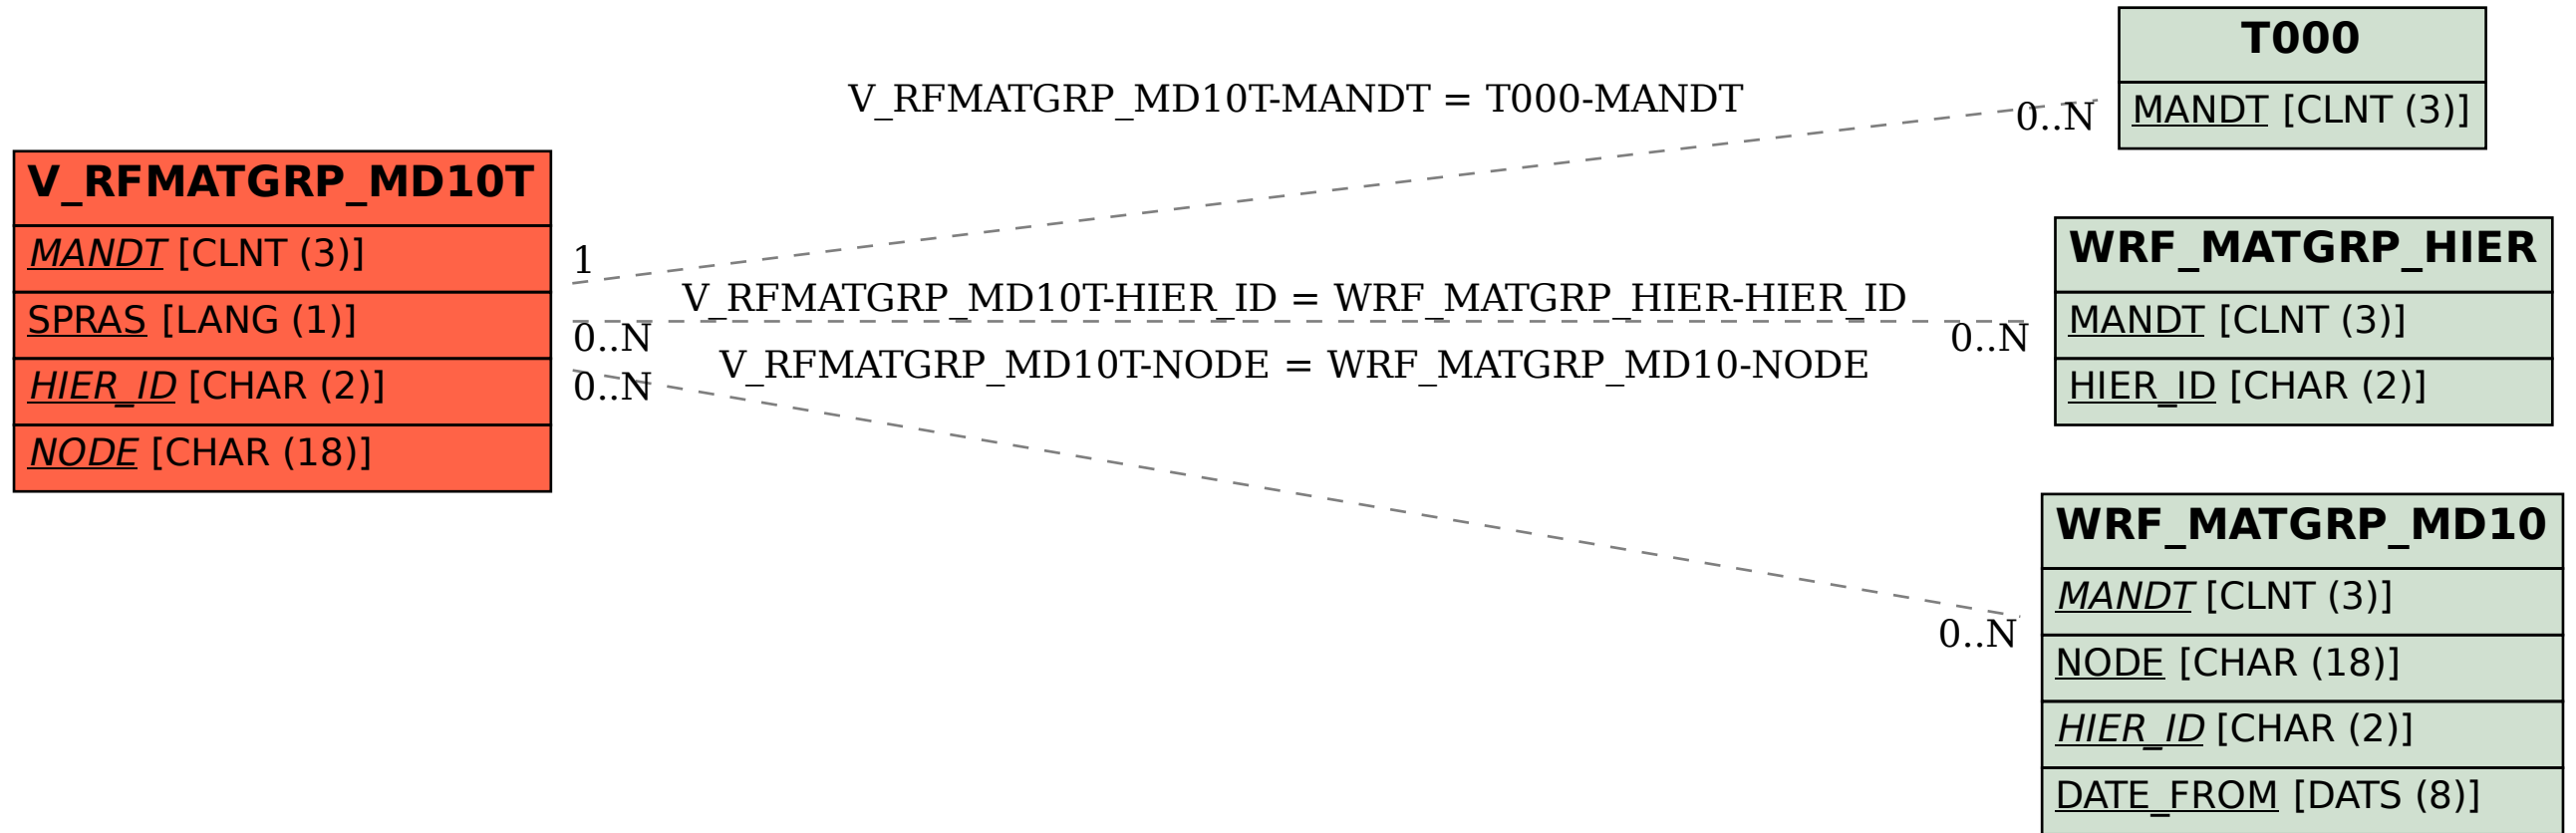 T000
MANDT [CLNT (3)]
V_RFMATGRP_MD10T-MANDT = T000-MANDT
0..N
V_RFMATGRP_MD10T
MANDT [CLNT (3)]
SPRAS [LANG (1)]
HIER_ID [CHAR (2)]
NODE [CHAR (18)]
1
V_RFMATGRP_MD10T-HIER_ID = WRF_MATGRP_HIER-HIER_ID
0..N
0..N
V_RFMATGRP_MD10T-NODE = WRF_MATGRP_MD10-NODE
0..N
0..N
WRF_MATGRP_HIER
MANDT [CLNT (3)]
HIER_ID [CHAR (2)]
WRF_MATGRP_MD10
MANDT [CLNT (3)]
NODE [CHAR (18)]
HIER_ID [CHAR (2)]
DATE_FROM [DATS (8)]